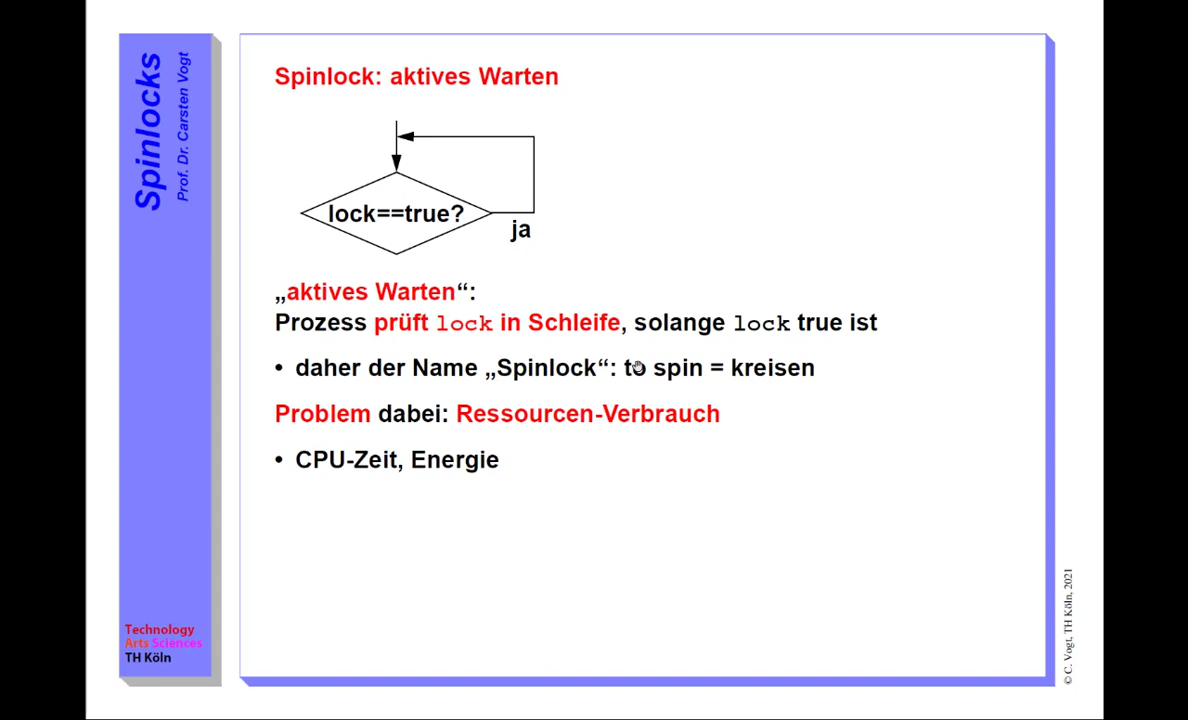 Spinlocks
Prof. Dr. Carsten Vogt
Spinlock: aktives Warten
lock==true?
ja
„aktives Warten“:
Prozess prüft lock in Schleife, solange lock true ist
• daher der Name „Spinlock“: to spin = kreisen
Problem dabei: Ressourcen-Verbrauch
• CPU-Zeit, Energie
Technology
Arts Sciences
TH Köln
© C. Vogt, TH Köln, 2021